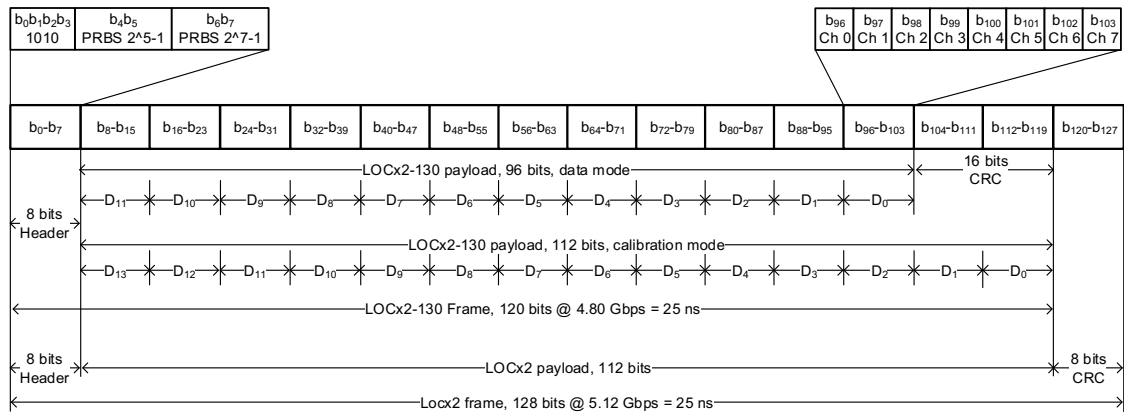 b0b1b2b3 b4b5 b6b7
1010 PRBS 2^5-1 PRBS 2^7-1
b96 b97 b98 b99 b100 b101 b102 b103
Ch 0 Ch 1 Ch 2 Ch 3 Ch 4 Ch 5 Ch 6 Ch 7
b0-b7 b8-b15 b16-b23 b24-b31 b32-b39 b40-b47 b48-b55 b56-b63 b64-b71 b72-b79 b80-b87 b88-b95 b96-b103 b104-b111 b112-b119 b120-b127
LOCx2-130 payload, 96 bits, data mode
16 bits
CRC
D11 D10 D9 D8 D7 D6 D5 D4 D3 D2 D1 D0
8 bits
Header
LOCx2-130 payload, 112 bits, calibration mode
D13 D12 D11 D10 D9 D8 D7 D6 D5 D4 D3 D2 D1 D0
LOCx2-130 Frame, 120 bits @ 4.80 Gbps = 25 ns
8 bits
Header
LOCx2 payload, 112 bits
8 bits
CRC
Locx2 frame, 128 bits @ 5.12 Gbps = 25 ns